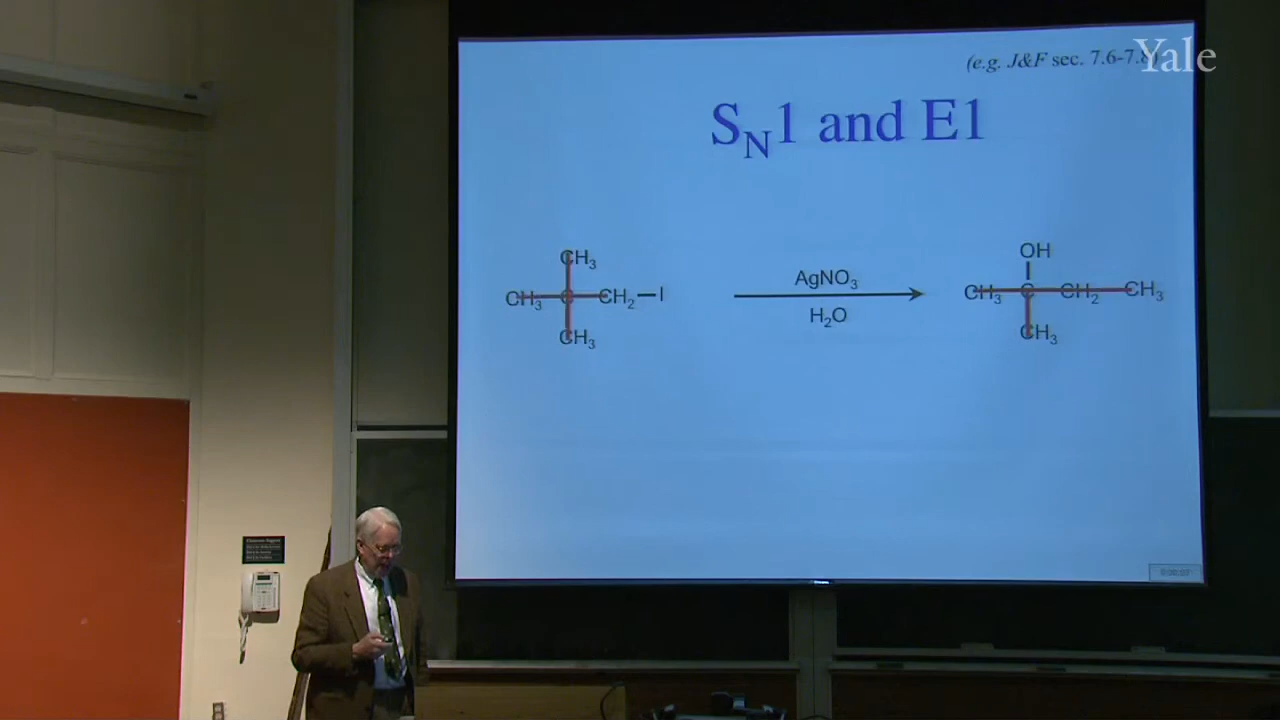 (e.g. J&F sec. 7.6-7.8)
Yale
S_N1 and E1
CH₃
CH₃ C CH₂—I
CH₃
AgNO₃
H₂O
OH
CH₃ C CH₂ CH₃
CH₃